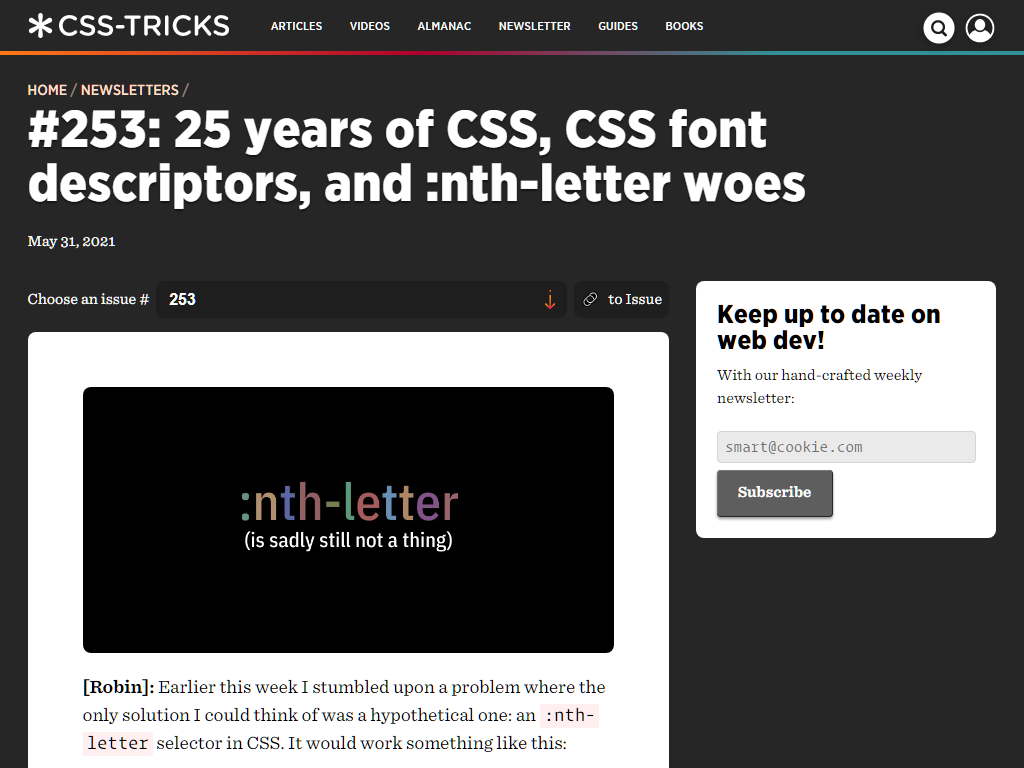 CSS-TRICKS
ARTICLES VIDEOS ALMANAC NEWSLETTER GUIDES BOOKS
HOME / NEWSLETTERS /
#253: 25 years of CSS, CSS font
descriptors, and :nth-letter woes
May 31, 2021
Choose an issue # 253 to Issue
:nth-letter
(is sadly still not a thing)
[Robin]: Earlier this week I stumbled upon a problem where the
only solution I could think of was a hypothetical one: an :nth-
letter selector in CSS. It would work something like this:
Keep up to date on
web dev!
With our hand-crafted weekly
newsletter:
smart@cookie.com
Subscribe